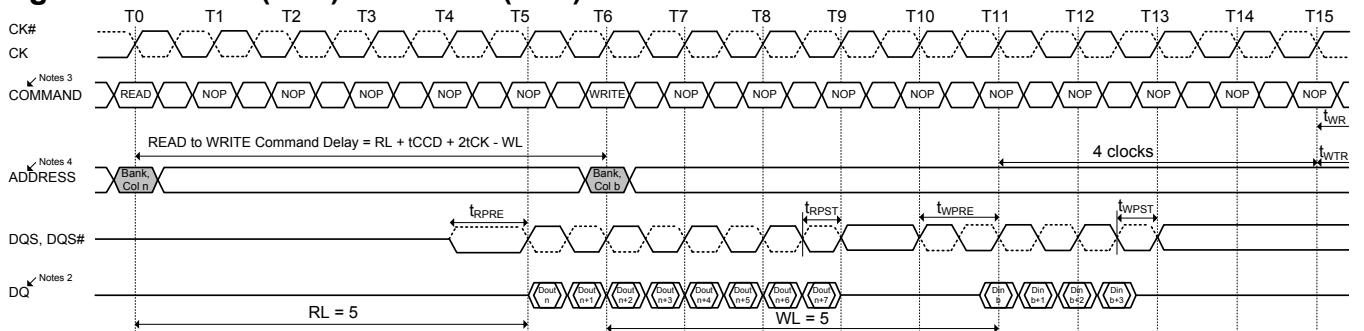 T0 T1 T2 T3 T4 T5 T6 T7 T8 T9 T10 T11 T12 T13 T14 T15
CK#
CK
Notes 3
COMMAND READ NOP NOP NOP NOP NOP WRITE NOP NOP NOP NOP NOP NOP NOP NOP NOP
tWR
READ to WRITE Command Delay = RL + tCCD + 2tCK - WL
4 clocks
tWTR
Notes 4
ADDRESS
Bank, Col n
Bank, Col b
tRPRE tRPST tWPRE tWPST
DQS, DQS#
Notes 2
DQ
Dout n
Dout n+1
Dout n+2
Dout n+3
Dout n+4
Dout n+5
Dout n+6
Dout n+7
Din b
Din b+1
Din b+2
Din b+3
RL = 5
WL = 5